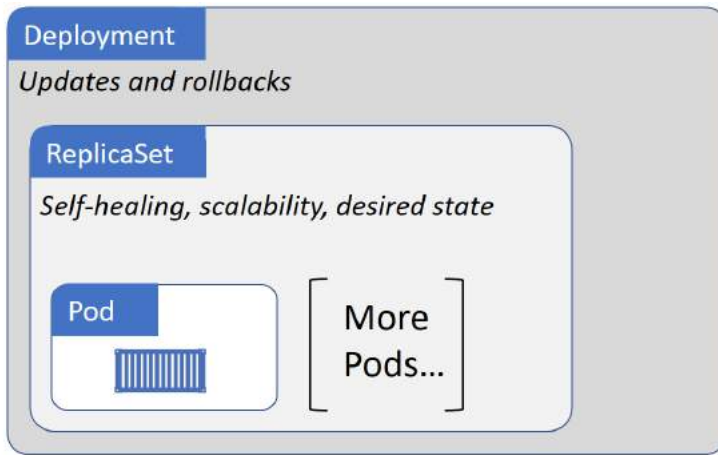 Deployment
Updates and rollbacks
ReplicaSet
Self-healing, scalability, desired state
Pod
More
Pods...